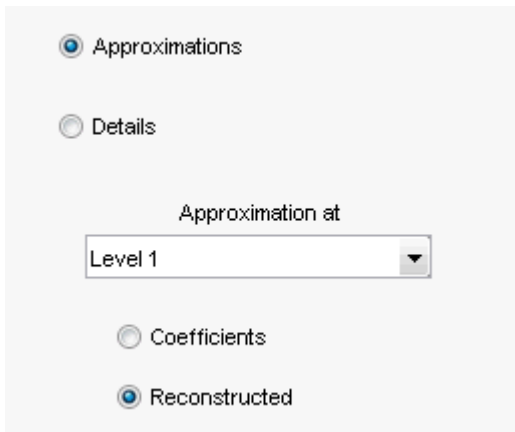 Approximations
Details
Approximation at
Level 1
Coefficients
Reconstructed